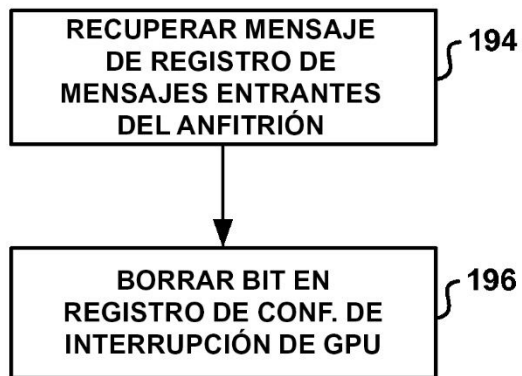 RECUPERAR MENSAJE
DE REGISTRO DE
MENSAJES ENTRANTES
DEL ANFITRIÓN
194
BORRAR BIT EN
REGISTRO DE CONF. DE
INTERRUPCIÓN DE GPU
196